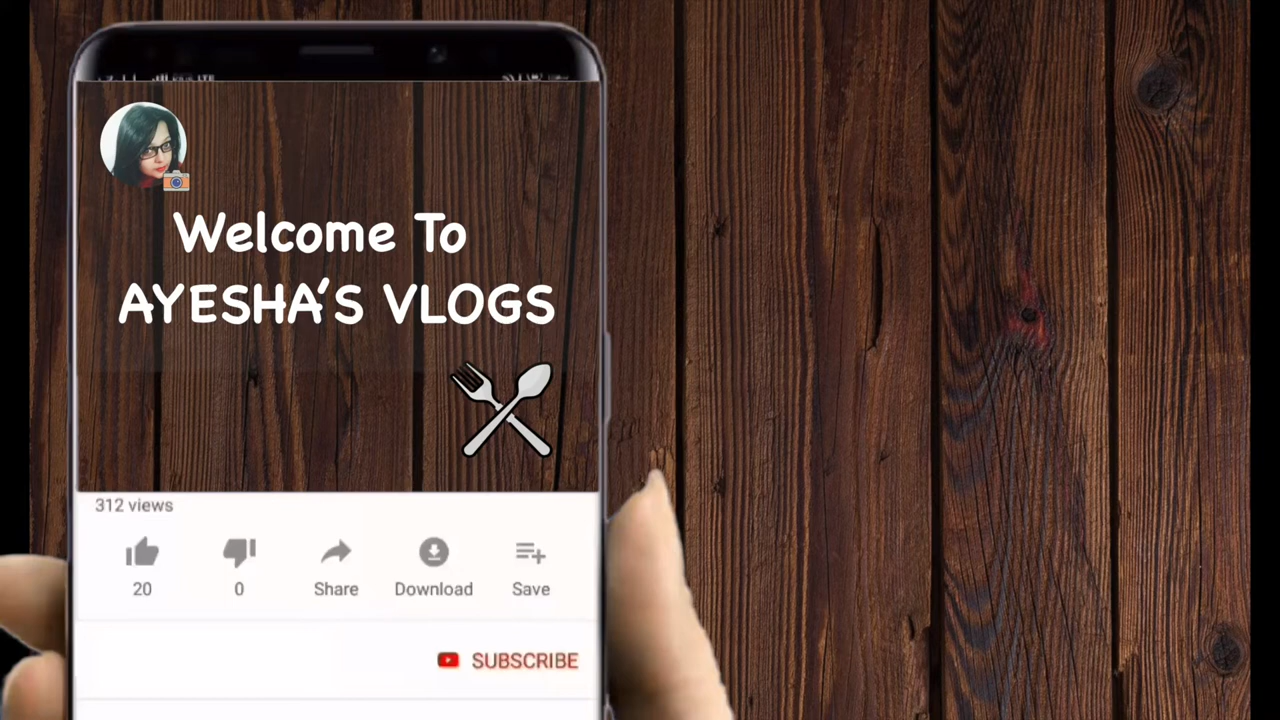 Welcome To
AYESHA'S VLOGS
312 views
20
0
Share
Download
Save
SUBSCRIBE